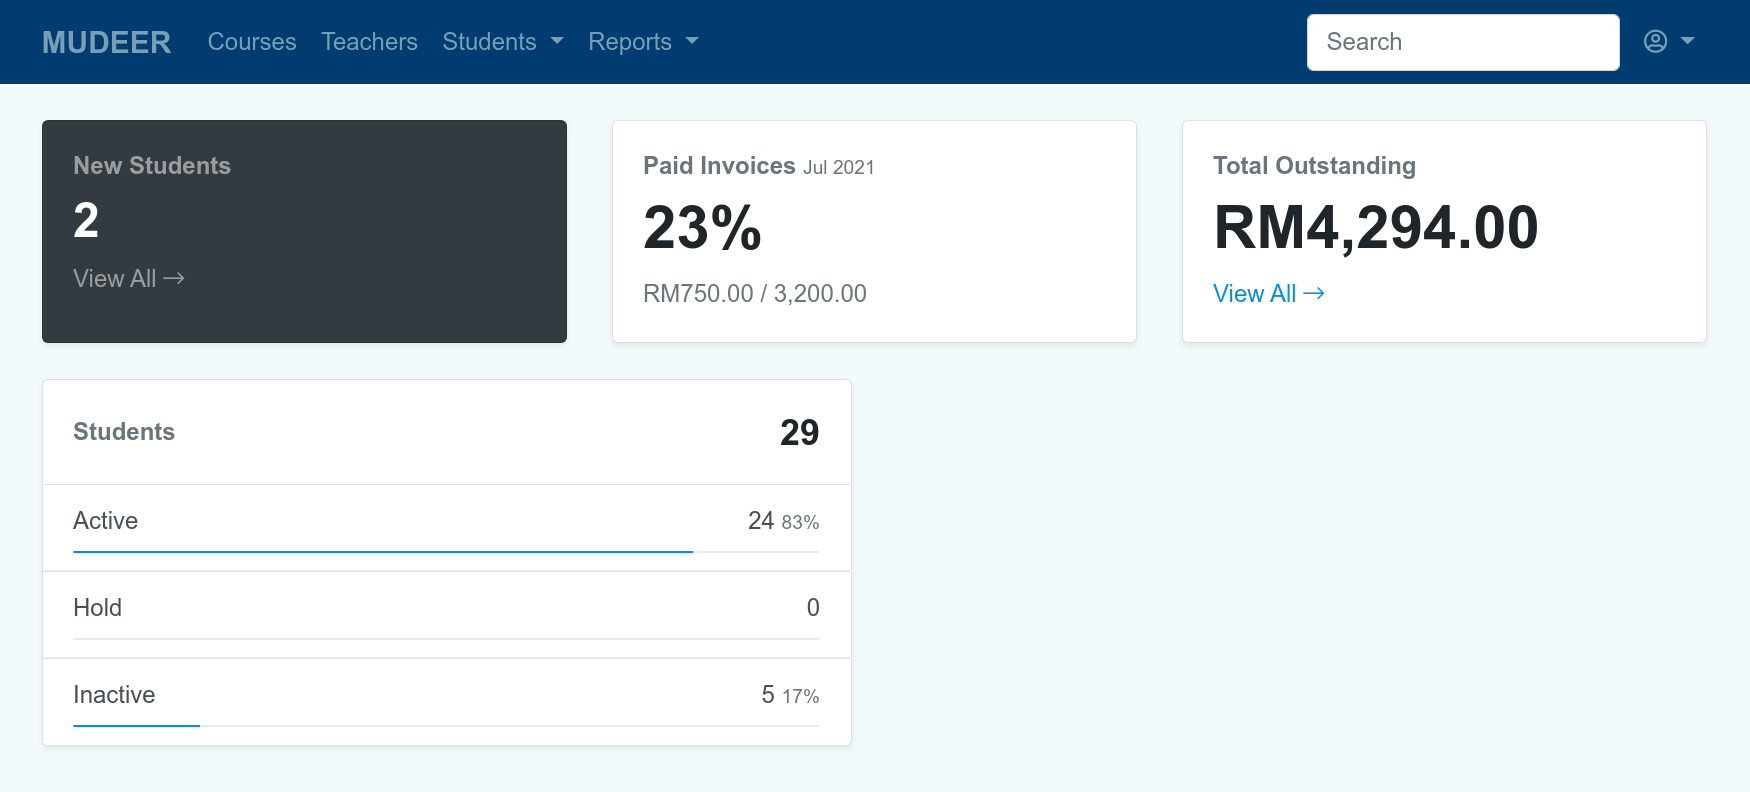 MUDEER Courses Teachers Students Reports Search
New Students
2
View All →
Paid Invoices Jul 2021
23%
RM750.00 / 3,200.00
Total Outstanding
RM4,294.00
View All →
Students 29
Active 24 83%
Hold 0
Inactive 5 17%